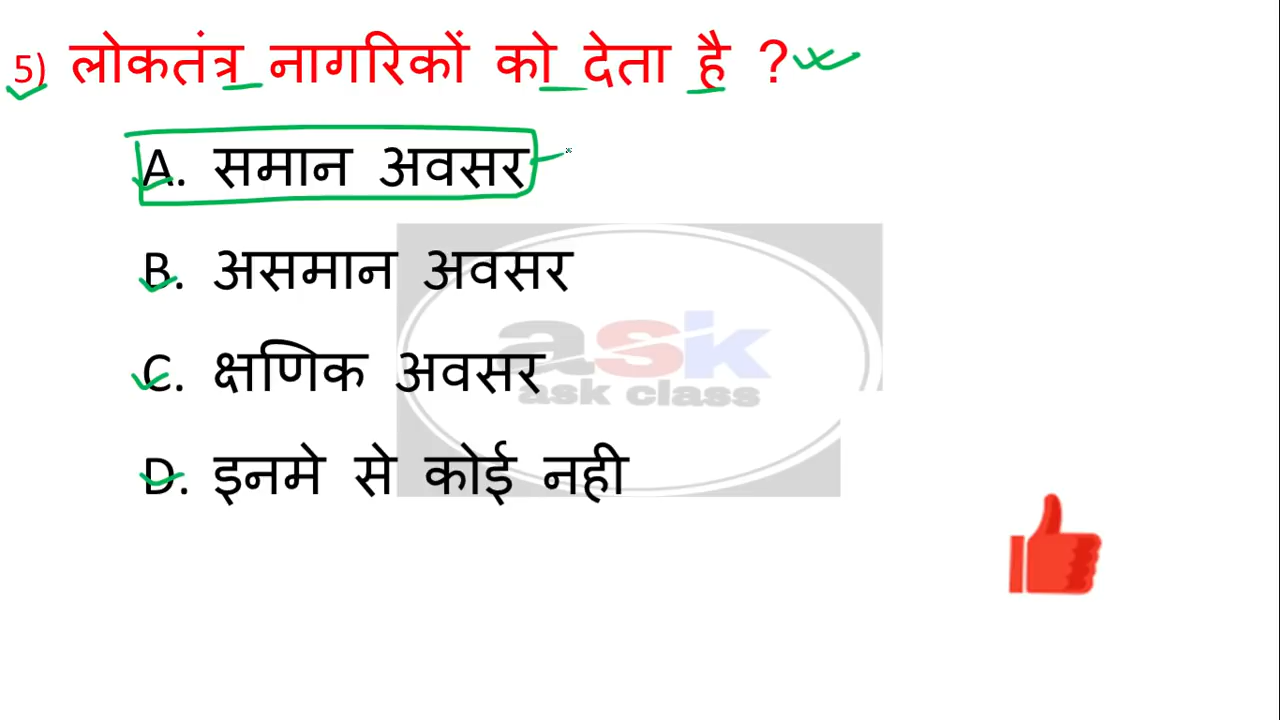 5) लोकतंत्र नागरिकों को देता है ?
A. समान अवसर
B. असमान अवसर
C. क्षणिक अवसर
D. इनमे से कोई नही
ask
ask class